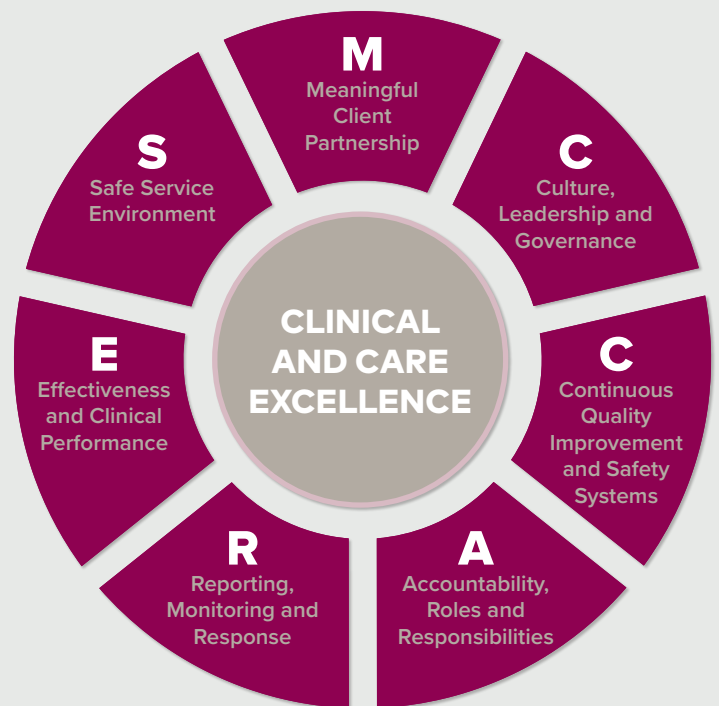 M
Meaningful
Client
Partnership
C
Culture,
Leadership and
Governance
C
Continuous
Quality
Improvement
and Safety
Systems
A
Accountability,
Roles and
Responsibilities
R
Reporting,
Monitoring and
Response
E
Effectiveness
and Clinical
Performance
S
Safe Service
Environment
CLINICAL
AND CARE
EXCELLENCE